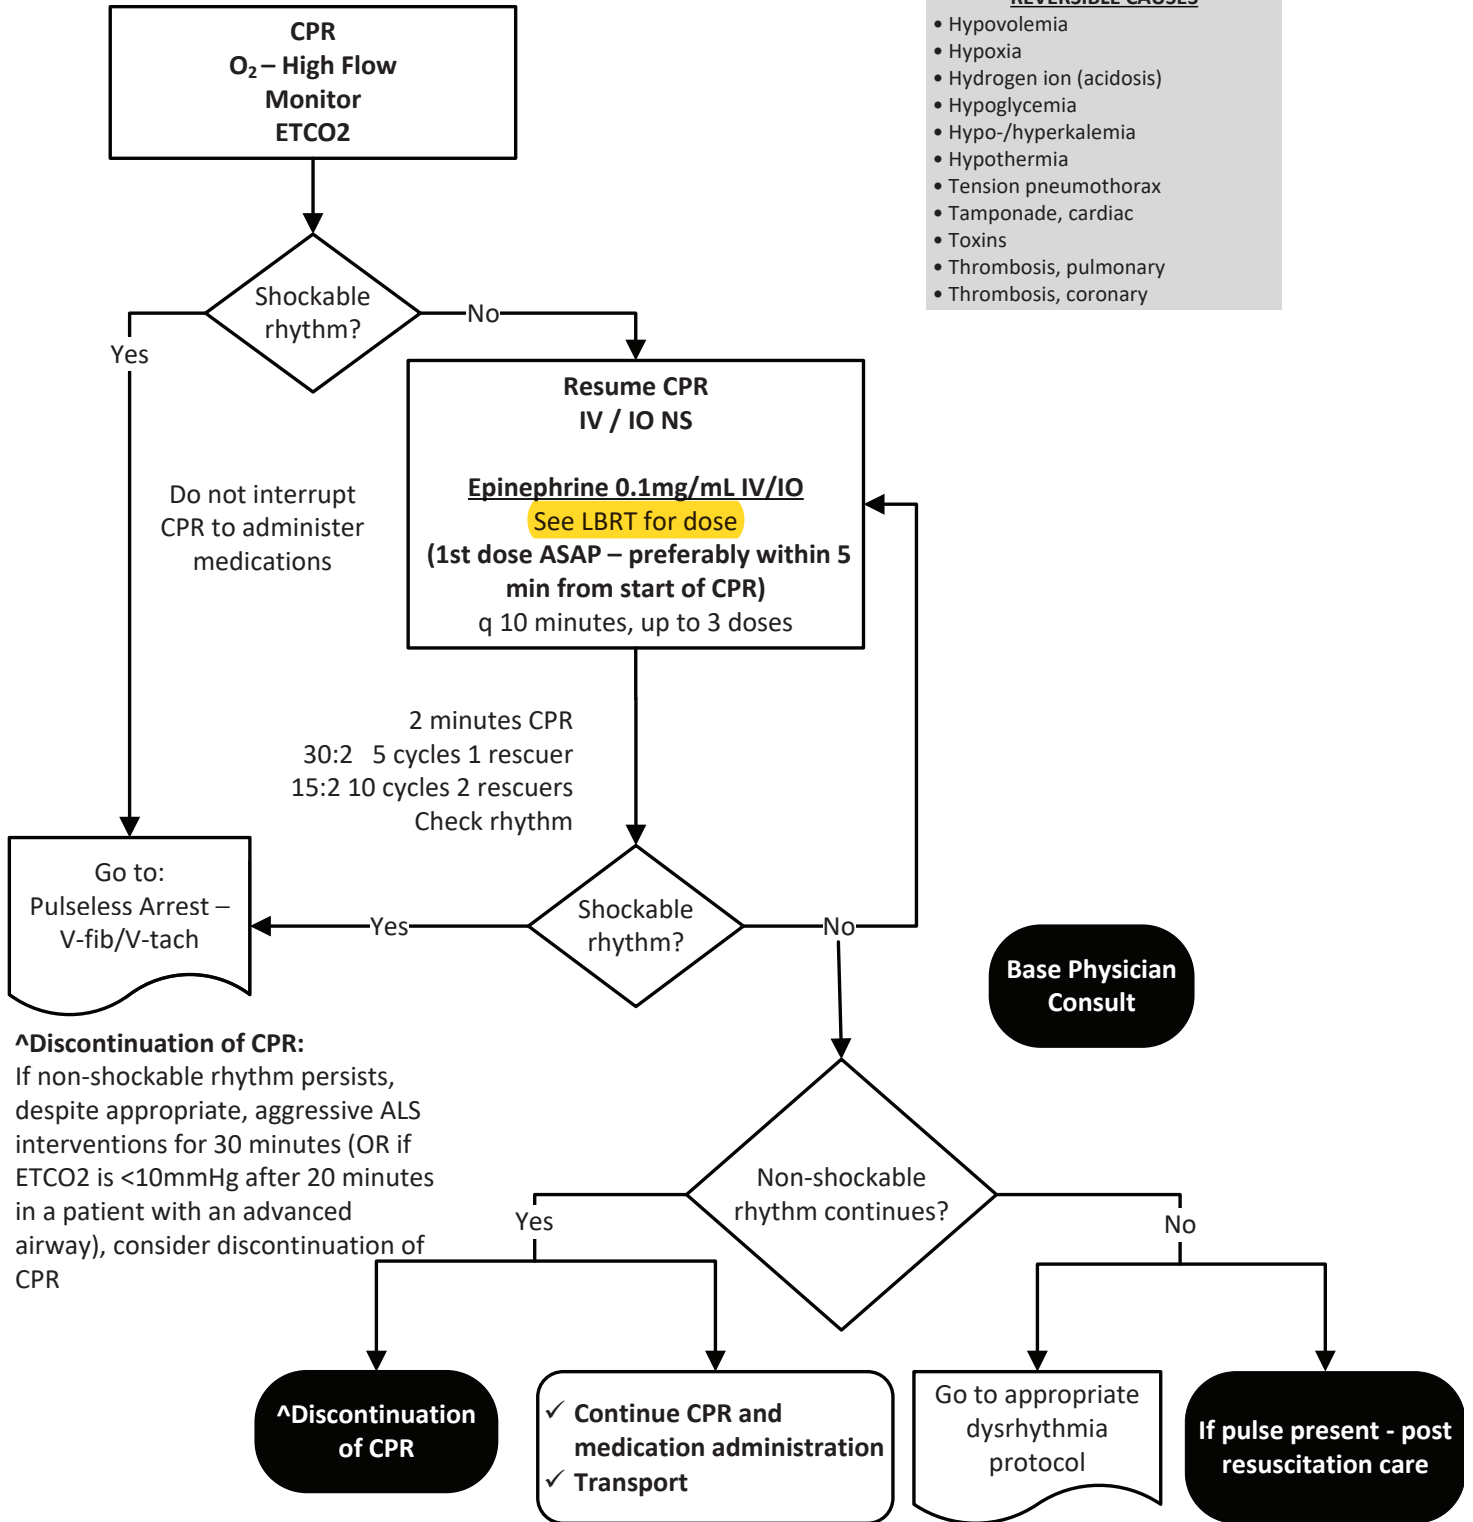 REVERSIBLE CAUSES
• Hypovolemia
• Hypoxia
• Hydrogen ion (acidosis)
• Hypoglycemia
• Hypo-/hyperkalemia
• Hypothermia
• Tension pneumothorax
• Tamponade, cardiac
• Toxins
• Thrombosis, pulmonary
• Thrombosis, coronary
CPR
O₂ – High Flow
Monitor
ETCO2
Shockable
rhythm?
Yes
No
Do not interrupt
CPR to administer
medications
Resume CPR
IV / IO NS
Epinephrine 0.1mg/mL IV/IO
See LBRT for dose
(1st dose ASAP – preferably within 5
min from start of CPR)
q 10 minutes, up to 3 doses
2 minutes CPR
30:2 5 cycles 1 rescuer
15:2 10 cycles 2 rescuers
Check rhythm
Go to:
Pulseless Arrest –
V-fib/V-tach
Yes
Shockable
rhythm?
No
Base Physician
Consult
^Discontinuation of CPR:
If non-shockable rhythm persists,
despite appropriate, aggressive ALS
interventions for 30 minutes (OR if
ETCO2 is <10mmHg after 20 minutes
in a patient with an advanced
airway), consider discontinuation of
CPR
Non-shockable
rhythm continues?
Yes
No
^Discontinuation
of CPR
✓ Continue CPR and
medication administration
✓ Transport
Go to appropriate
dysrhythmia
protocol
If pulse present - post
resuscitation care